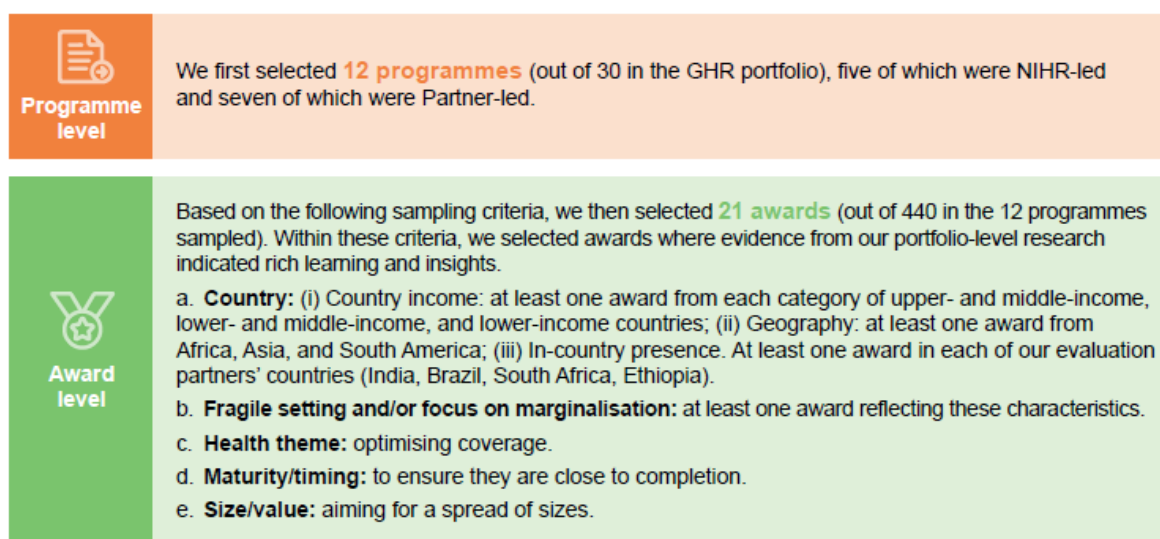 Programme
level
We first selected 12 programmes (out of 30 in the GHR portfolio), five of which were NIHR-led
and seven of which were Partner-led.
Award
level
Based on the following sampling criteria, we then selected 21 awards (out of 440 in the 12 programmes
sampled). Within these criteria, we selected awards where evidence from our portfolio-level research
indicated rich learning and insights.
a. Country: (i) Country income: at least one award from each category of upper- and middle-income,
lower- and middle-income, and lower-income countries; (ii) Geography: at least one award from
Africa, Asia, and South America; (iii) In-country presence. At least one award in each of our evaluation
partners' countries (India, Brazil, South Africa, Ethiopia).
b. Fragile setting and/or focus on marginalisation: at least one award reflecting these characteristics.
c. Health theme: optimising coverage.
d. Maturity/timing: to ensure they are close to completion.
e. Size/value: aiming for a spread of sizes.